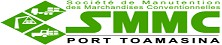 Société de Manutention
des Marchandises Conventionnelles
SMMC
PORT TOAMASINA